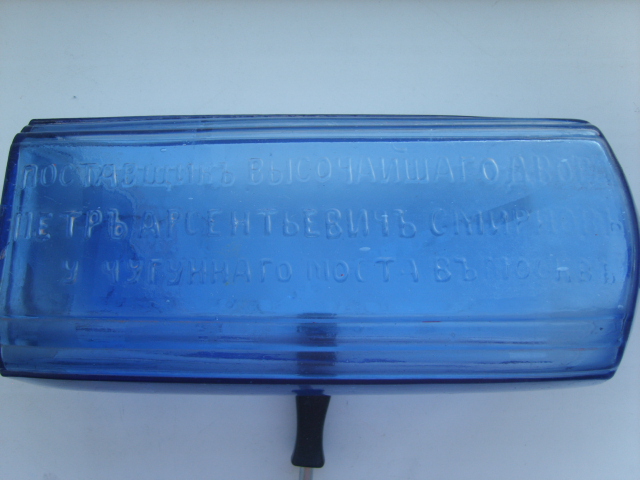 ПОСТАВЩИКЪ ВЫСОЧАЙШАГО ДВОРА
ПЕТРЪ АРСЕНТЬЕВИЧЪ СМИРНОВЪ
У ЧУГУННАГО МОСТА ВЪ МОСКВѢ